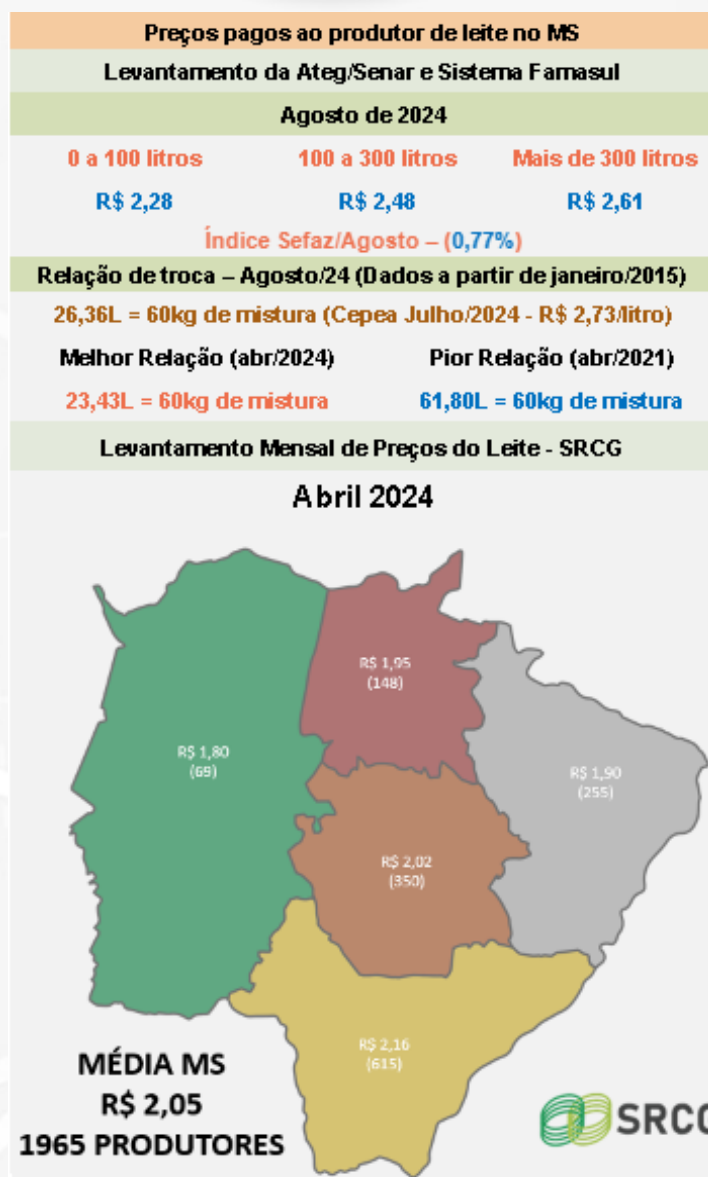 Preços pagos ao produtor de leite no MS
Levantamento da Ateg/Senar e Sistema Famasul
Agosto de 2024
0 a 100 litros 100 a 300 litros Mais de 300 litros
R$ 2,28 R$ 2,48 R$ 2,61
Índice Sefaz/Agosto – (0,77%)
Relação de troca – Agosto/24 (Dados a partir de janeiro/2015)
26,36L = 60kg de mistura (Cepea Julho/2024 - R$ 2,73/litro)
Melhor Relação (abr/2024) Pior Relação (abr/2021)
23,43L = 60kg de mistura 61,80L = 60kg de mistura
Levantamento Mensal de Preços do Leite - SRCG
Abril 2024
R$ 1,95
(148)
R$ 1,80
(69)
R$ 1,90
(255)
R$ 2,02
(350)
R$ 2,16
(615)
MÉDIA MS
R$ 2,05
1965 PRODUTORES
SRCG